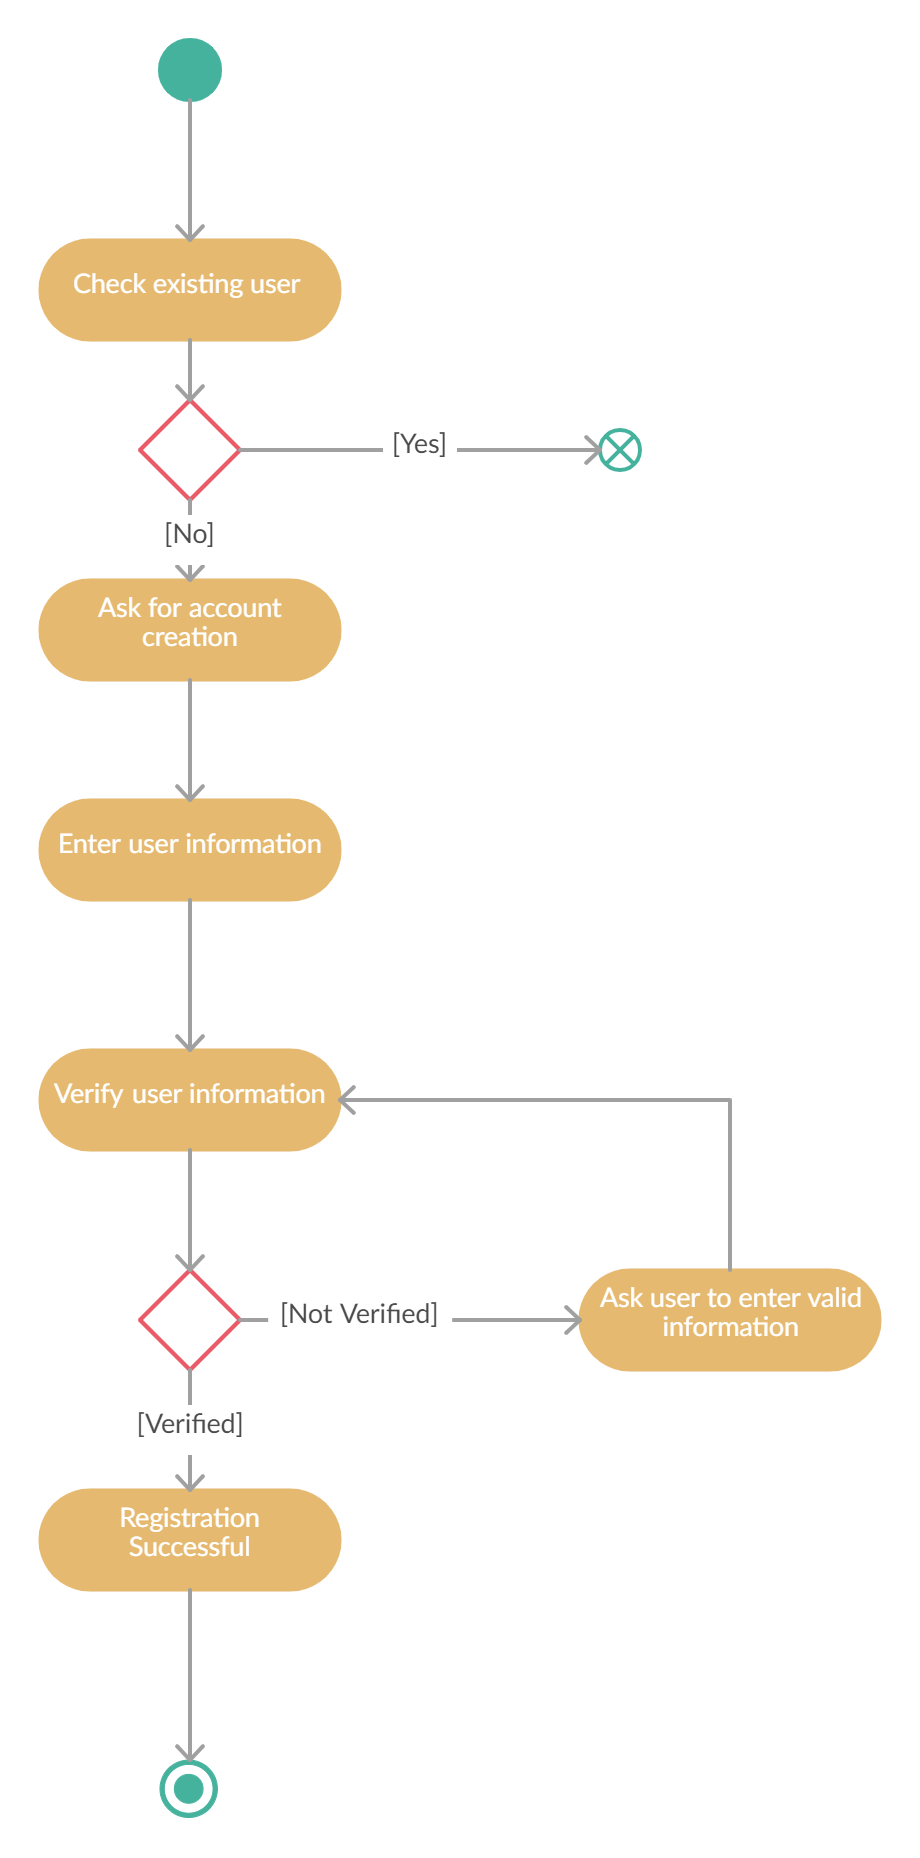 Check existing user
[Yes]
[No]
Ask for account
creation
Enter user information
Verify user information
[Not Verified]
Ask user to enter valid
information
[Verified]
Registration
Successful